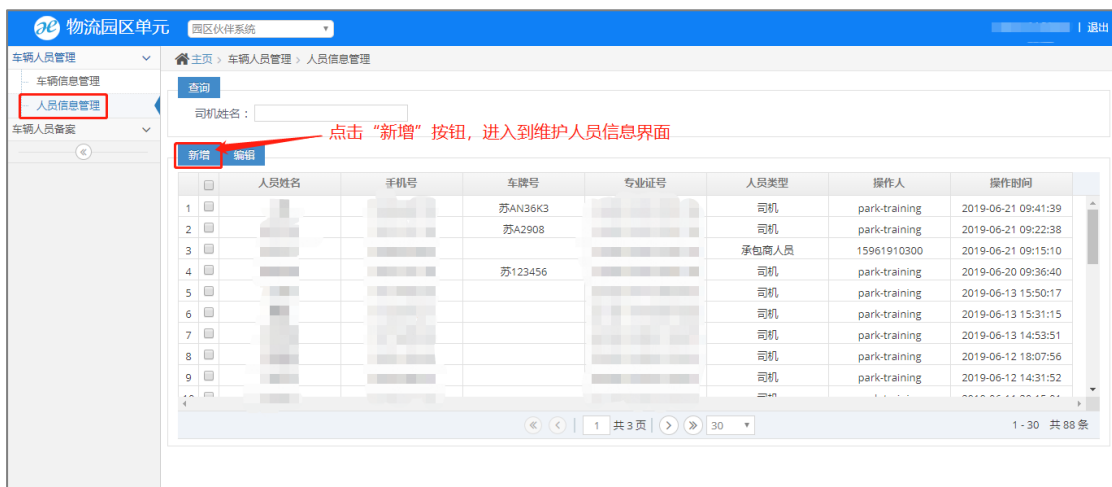 物流园区单元 园区伙伴系统 | 退出
车辆人员管理
车辆信息管理
人员信息管理
车辆人员备案
主页 > 车辆人员管理 > 人员信息管理
查询
司机姓名：
点击“新增”按钮，进入到维护人员信息界面
新增 编辑
人员姓名 手机号 车牌号 专业证号 人员类型 操作人 操作时间
1 苏AN36K3 司机 park-training 2019-06-21 09:41:39
2 苏A2908 司机 park-training 2019-06-21 09:22:38
3 承包商人员 15961910300 2019-06-21 09:15:10
4 苏123456 司机 park-training 2019-06-20 09:36:40
5 司机 park-training 2019-06-13 15:50:17
6 司机 park-training 2019-06-13 15:31:15
7 司机 park-training 2019-06-13 14:53:51
8 司机 park-training 2019-06-12 18:07:56
9 司机 park-training 2019-06-12 14:31:52
1 共3页 30 1 - 30 共 88 条